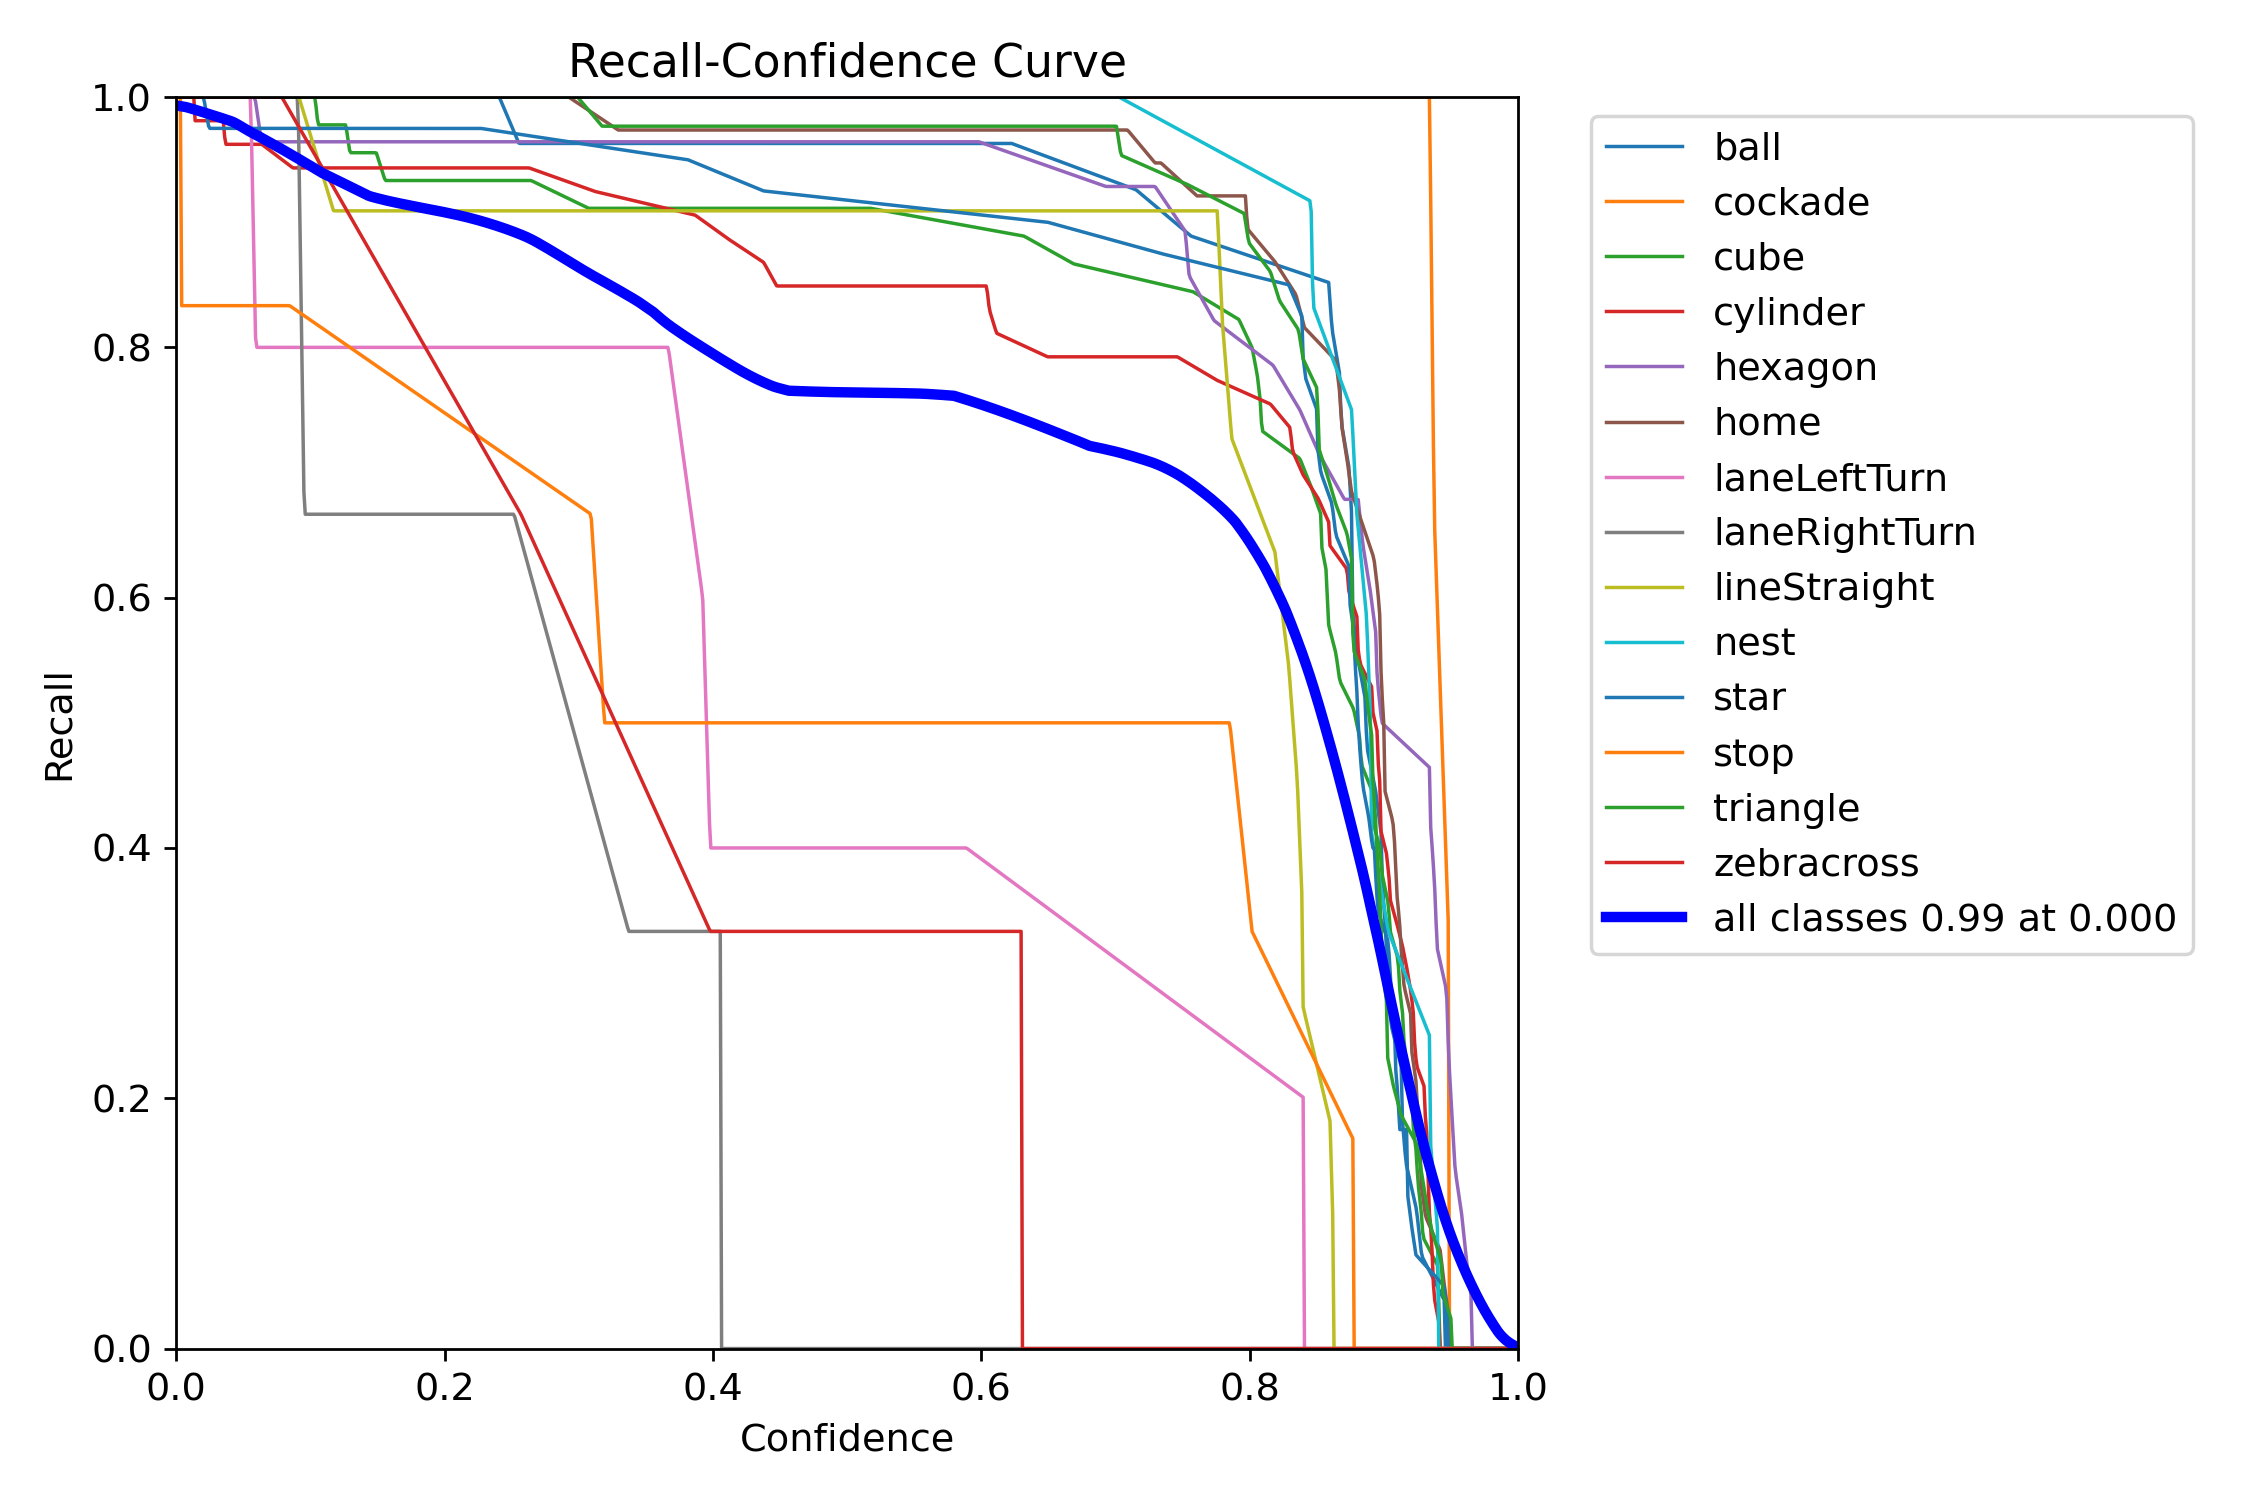 Recall-Confidence Curve
1.0
0.8
0.6
0.4
0.2
0.0
Recall
0.0 0.2 0.4 0.6 0.8 1.0
Confidence
ball
cockade
cube
cylinder
hexagon
home
laneLeftTurn
laneRightTurn
lineStraight
nest
star
stop
triangle
zebracross
all classes 0.99 at 0.000